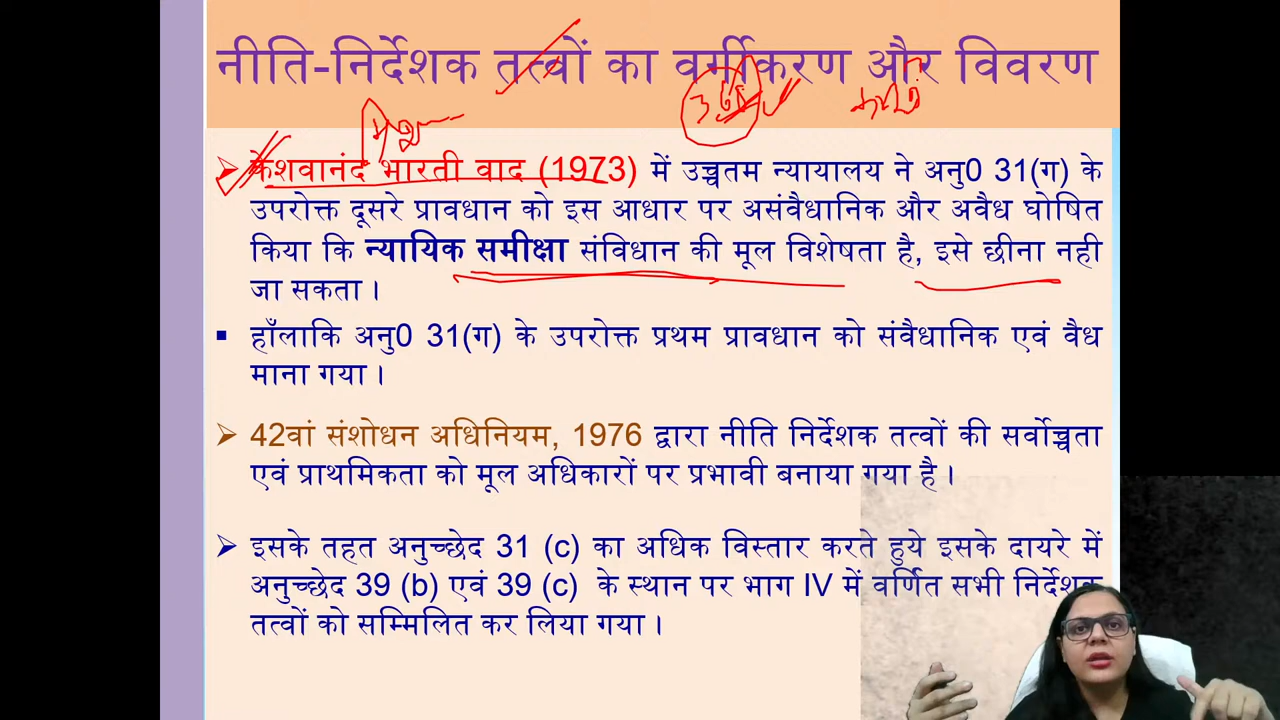 नीति-निर्देशक तत्वों का वर्गीकरण और विवरण
केशवानंद भारती वाद (1973) में उच्चतम न्यायालय ने अनु0 31(ग) के
उपरोक्त दूसरे प्रावधान को इस आधार पर असंवैधानिक और अवैध घोषित
किया कि न्यायिक समीक्षा संविधान की मूल विशेषता है, इसे छीना नही
जा सकता ।
हाँलाकि अनु0 31(ग) के उपरोक्त प्रथम प्रावधान को संवैधानिक एवं वैध
माना गया ।
42वां संशोधन अधिनियम, 1976 द्वारा नीति निर्देशक तत्वों की सर्वोच्चता
एवं प्राथमिकता को मूल अधिकारों पर प्रभावी बनाया गया है ।
इसके तहत अनुच्छेद 31 (c) का अधिक विस्तार करते हुये इसके दायरे में
अनुच्छेद 39 (b) एवं 39 (c) के स्थान पर भाग IV में वर्णित सभी निर्देशक
तत्वों को सम्मिलित कर लिया गया ।